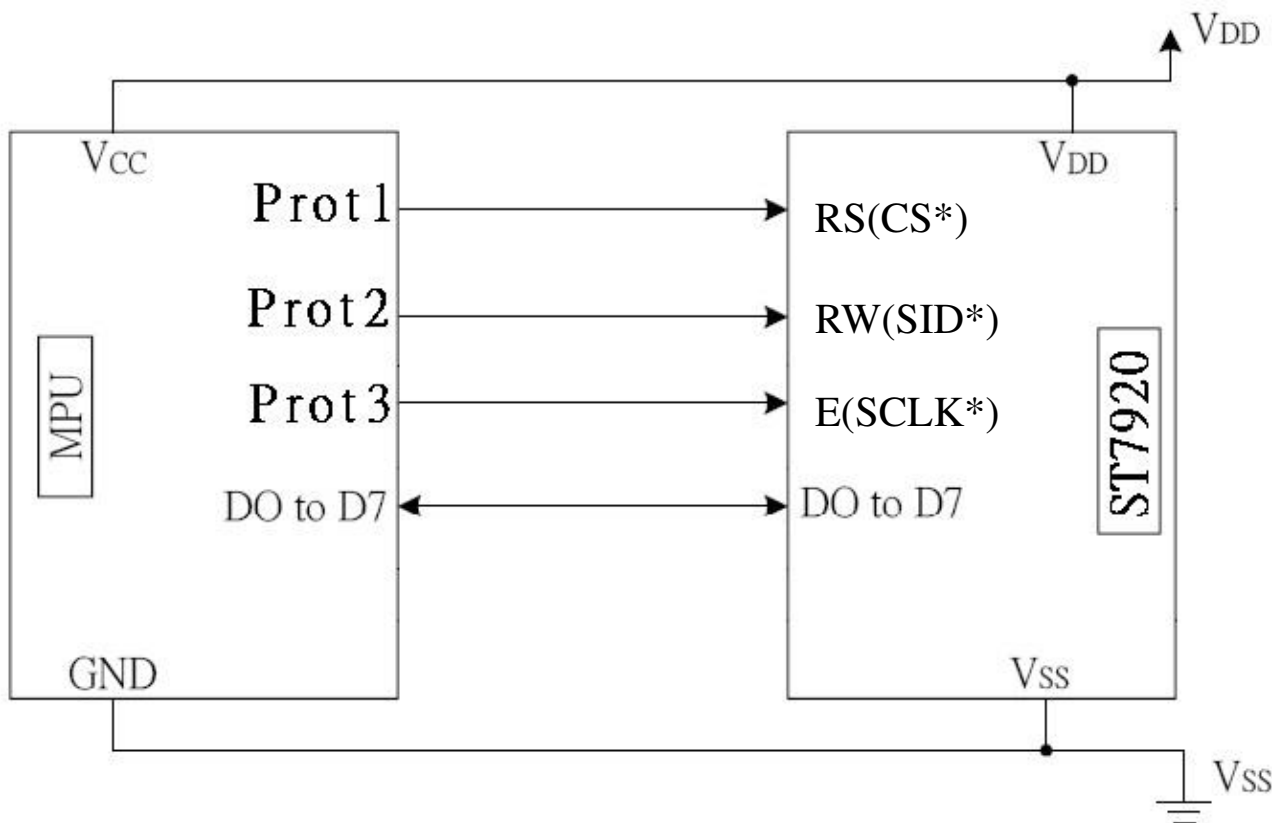 VDD
VCC
VDD
Prot1
RS(CS*)
Prot2
RW(SID*)
MPU
Prot3
E(SCLK*)
ST7920
DO to D7
DO to D7
GND
VSS
VSS